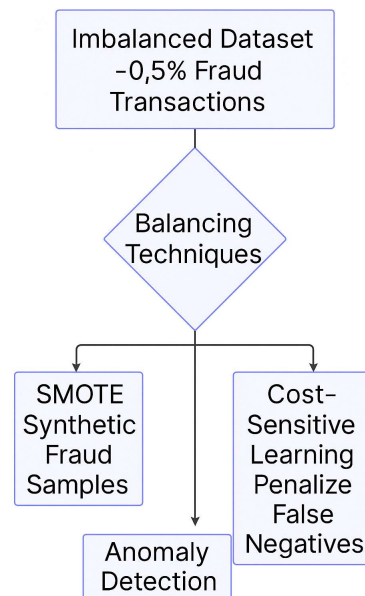 Imbalanced Dataset
-0,5% Fraud
Transactions
Balancing
Techniques
SMOTE
Synthetic
Fraud
Samples
Cost-
Sensitive
Learning
Penalize
False
Negatives
Anomaly
Detection